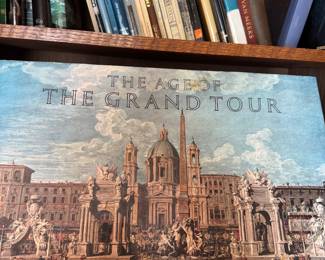 THE AGE OF
THE GRAND TOUR